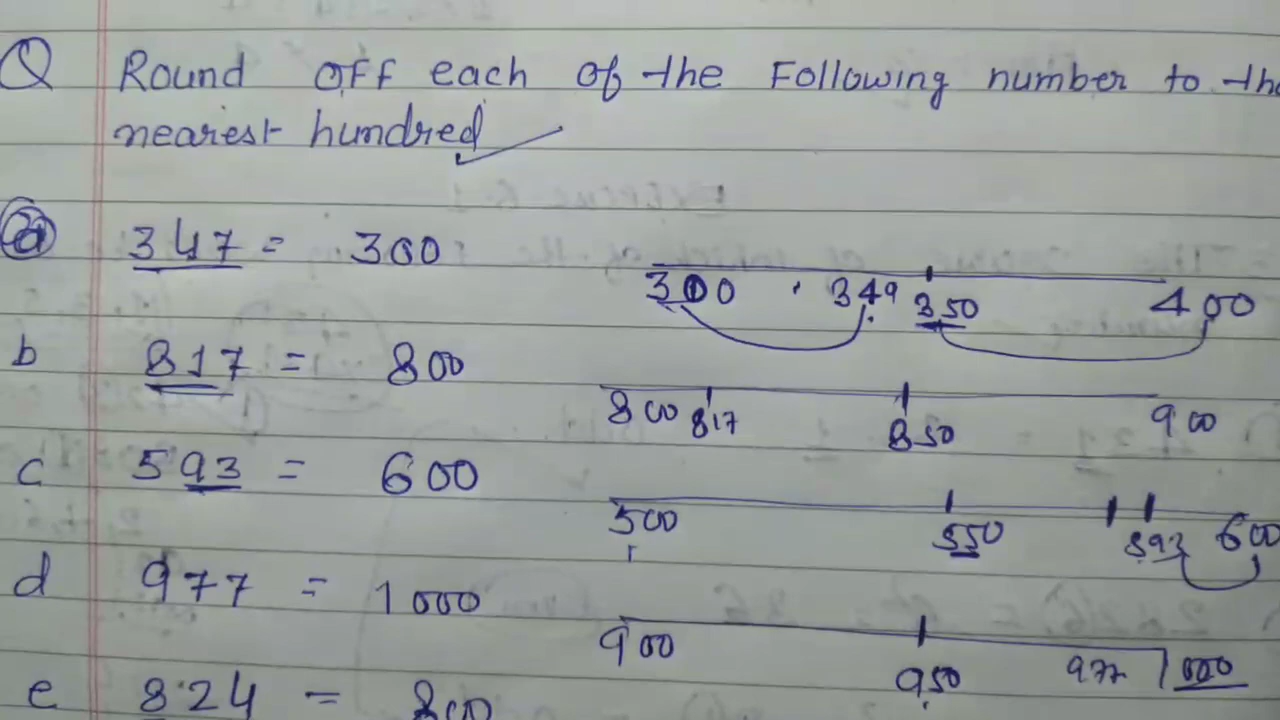 Q Round off each of the Following number to the
nearest hundred
a 347 = 300
300 349 350 400
b 817 = 800
800 817 850 900
c 593 = 600
500 550 593 600
d 977 = 1000
900 950 977 1000
e 824 = 800